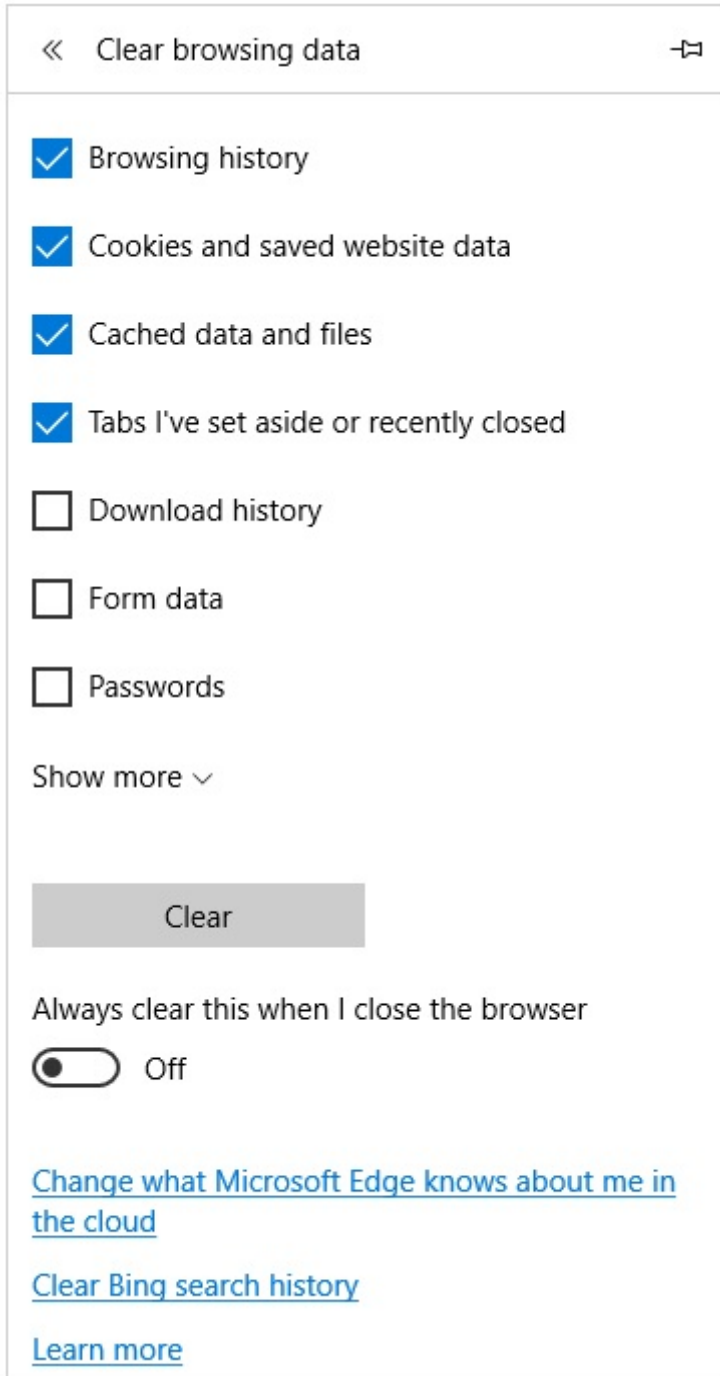 Clear browsing data
Browsing history
Cookies and saved website data
Cached data and files
Tabs I've set aside or recently closed
Download history
Form data
Passwords
Show more
Clear
Always clear this when I close the browser
Off
Change what Microsoft Edge knows about me in
the cloud
Clear Bing search history
Learn more